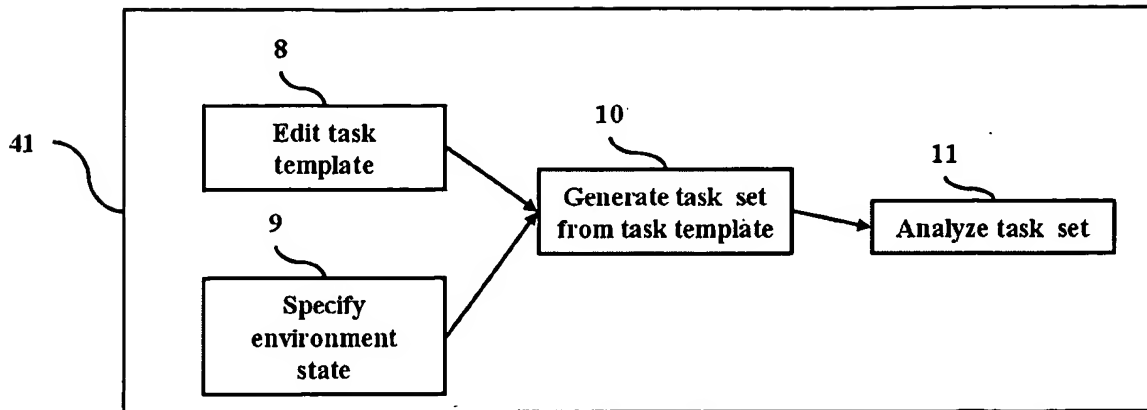 8
Edit task
template
41
9
Specify
environment
state
10
Generate task set
from task template
11
Analyze task set